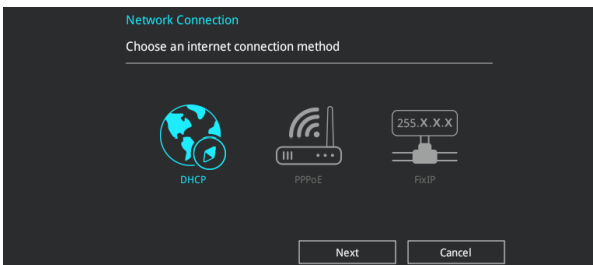 Network Connection
Choose an internet connection method
255.X.X.X
DHCP PPPoE FixIP
Next Cancel